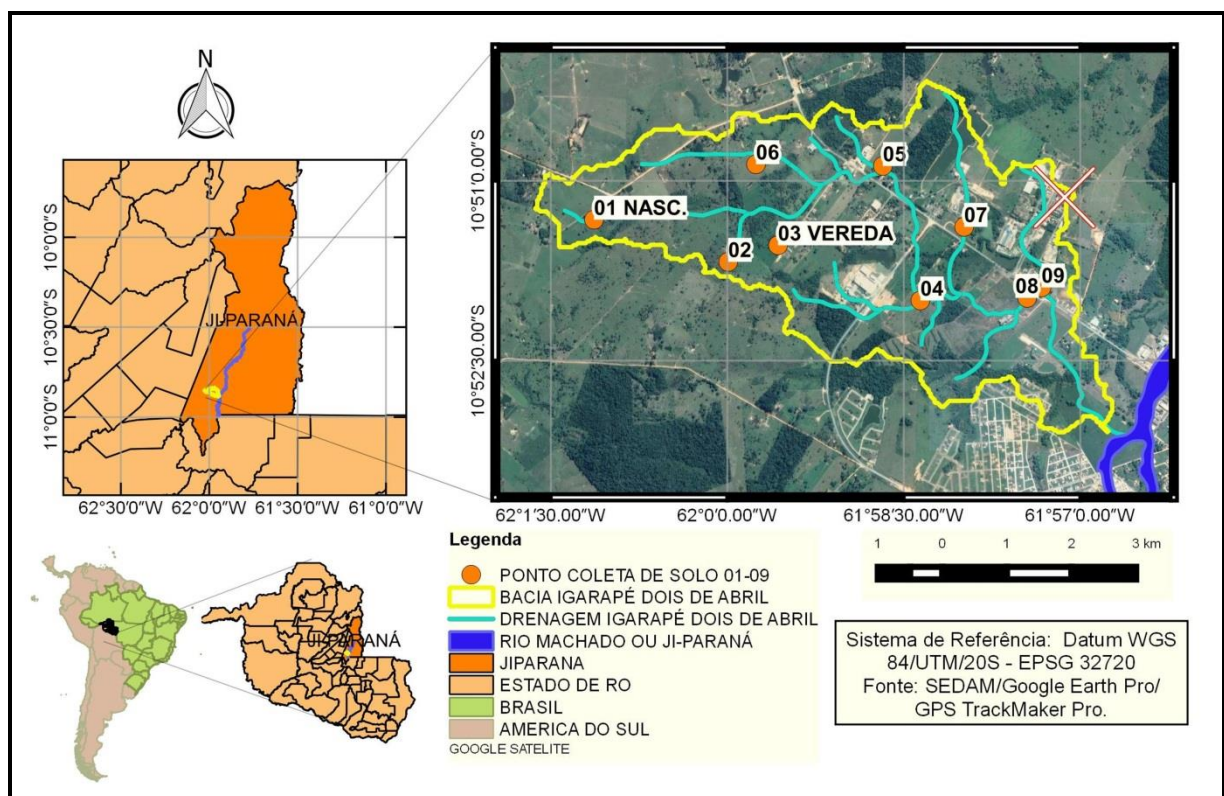 N
10°0'0"S
10°30'0"S
11°0'0"S
JI-PARANÁ
62°30'0"W 62°0'0"W 61°30'0"W 61°0'0"W
10°51'0.00"S
10°52'30.00"S
01 NASC.
02
03 VEREDA
04
05
06
07
08
09
62°1'30.00"W 62°0'0.00"W 61°58'30.00"W 61°57'0.00"W
JI-PARANÁ
Legenda
PONTO COLETA DE SOLO 01-09
BACIA IGARAPÉ DOIS DE ABRIL
DRENAGEM IGARAPÉ DOIS DE ABRIL
RIO MACHADO OU JI-PARANÁ
JIPARANA
ESTADO DE RO
BRASIL
AMERICA DO SUL
GOOGLE SATELITE
1 0 1 2 3 km
Sistema de Referência: Datum WGS
84/UTM/20S - EPSG 32720
Fonte: SEDAM/Google Earth Pro/
GPS TrackMaker Pro.